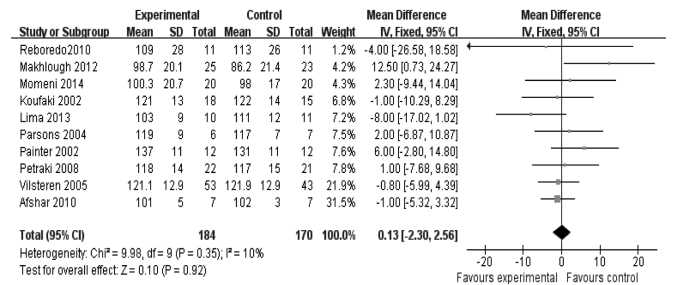 Experimental Control Mean Difference Mean Difference
Study or Subgroup Mean SD Total Mean SD Total Weight IV, Fixed, 95% CI IV, Fixed, 95% CI
Reboredo2010 109 28 11 113 26 11 1.2% -4.00 [-26.58, 18.58]
Makhlough 2012 98.7 20.1 25 86.2 21.4 23 4.3% 12.50 [0.73, 24.27]
Momeni 2014 100.3 20.7 20 98 17 20 4.3% 2.30 [-9.44, 14.04]
Koufaki 2002 121 13 18 122 14 15 6.8% -1.00 [-10.29, 8.29]
Lima 2013 103 9 10 111 12 11 7.3% -8.00 [-17.02, 1.02]
Parsons 2004 119 9 6 117 7 7 7.5% 2.00 [-6.87, 10.87]
Painter 2002 137 11 12 131 11 12 7.6% 6.00 [-2.80, 14.80]
Petraki 2008 118 14 22 117 15 21 7.8% 1.00 [-7.68, 9.68]
Vilsteren 2005 121.1 12.9 53 121.9 12.9 43 21.9% -0.80 [-5.99, 4.39]
Afshar 2010 101 5 7 102 3 7 31.5% -1.00 [-5.32, 3.32]
Total (95% CI) 184 170 100.0% 0.13 [-2.30, 2.56]
Heterogeneity: Chi² = 9.98, df = 9 (P = 0.35); I² = 10%
Test for overall effect: Z = 0.10 (P = 0.92)
-20 -10 0 10 20
Favours experimental Favours control